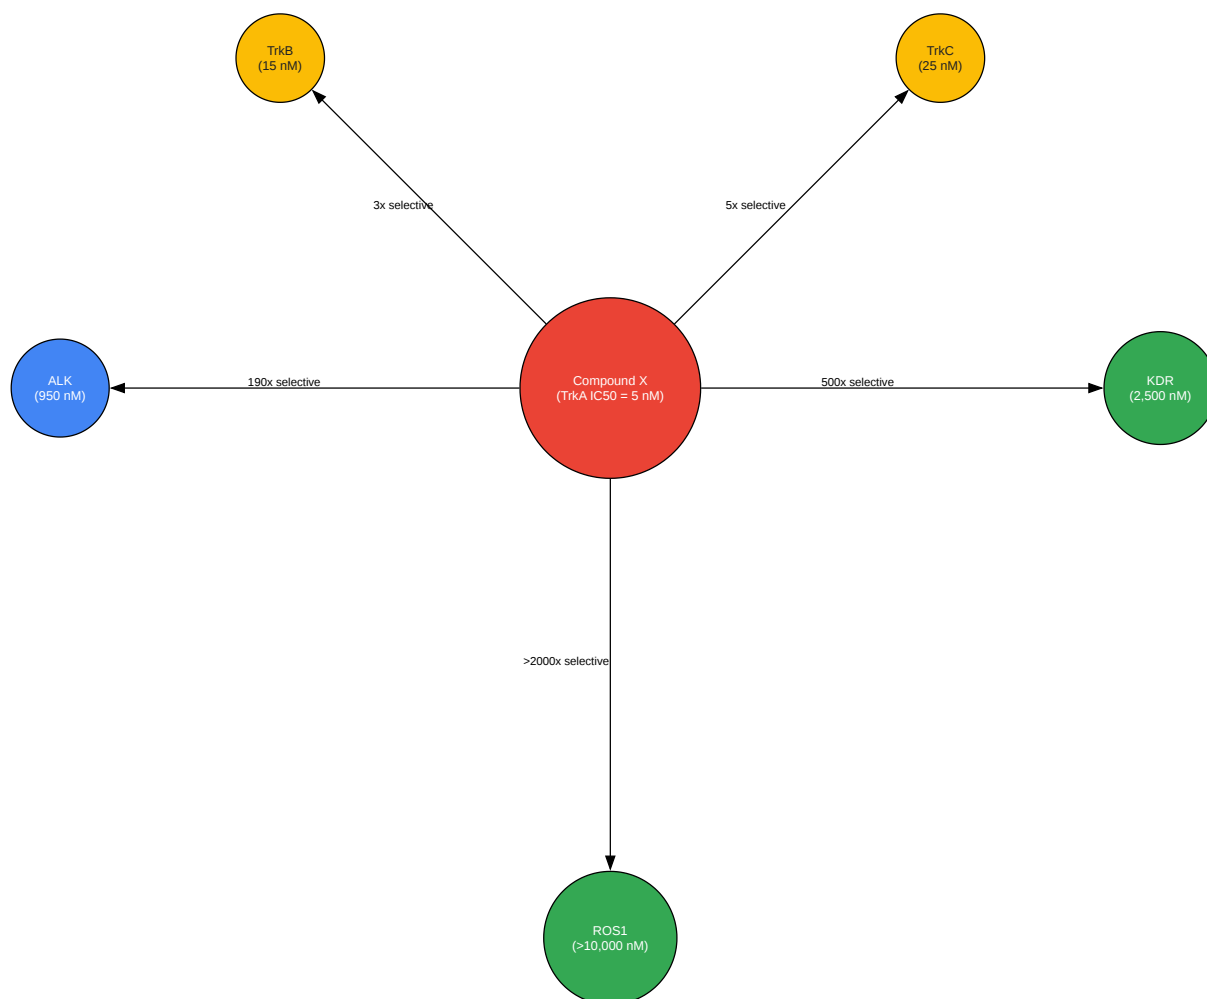 TrkB
(15 nM)
TrkC
(25 nM)
3x selective
5x selective
ALK
(950 nM)
190x selective
Compound X
(TrkA IC50 = 5 nM)
500x selective
KDR
(2,500 nM)
>2000x selective
ROS1
(>10,000 nM)